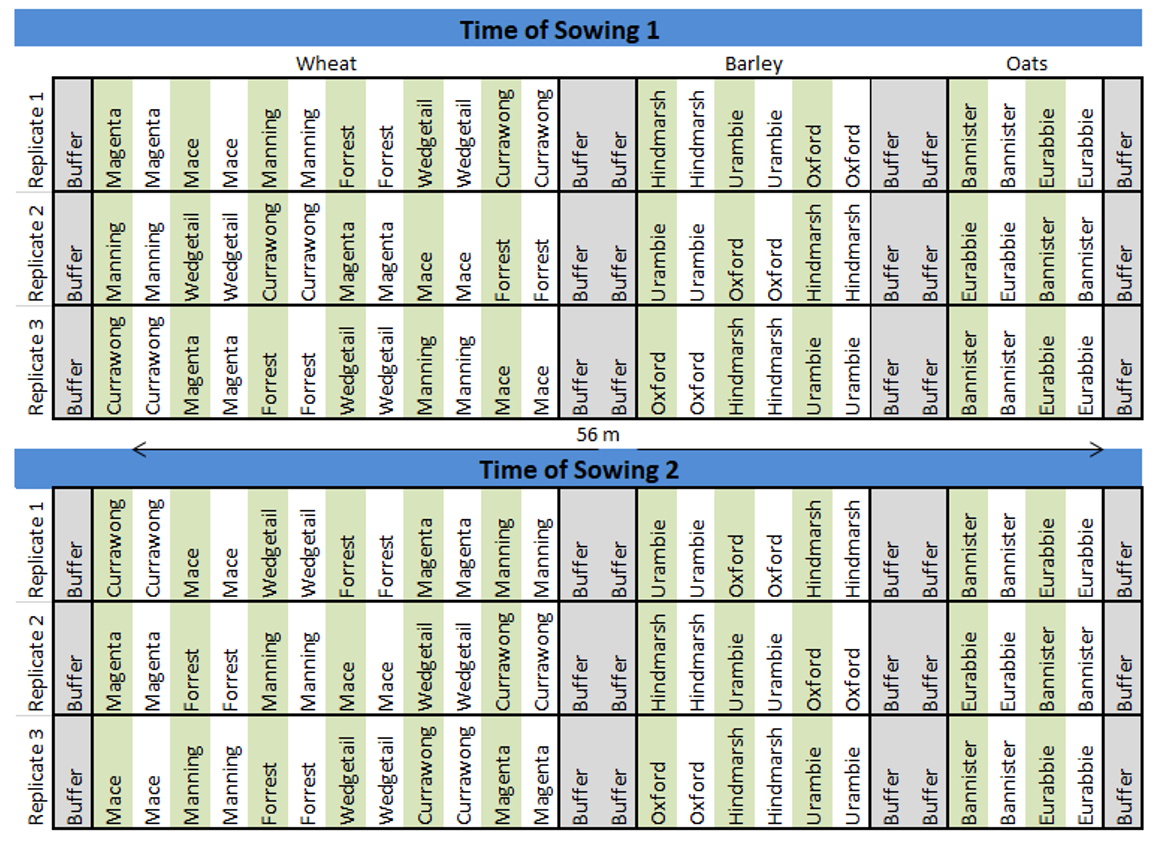 Time of Sowing 1
Wheat Barley Oats
Replicate 1 Buffer Magenta Magenta Mace Mace Manning Manning Forrest Forrest Wedgetail Wedgetail Currawong Currawong Buffer Buffer Hindmarsh Hindmarsh Urambie Urambie Oxford Oxford Buffer Buffer Bannister Bannister Eurabbie Eurabbie Buffer
Replicate 2 Buffer Manning Manning Wedgetail Wedgetail Currawong Currawong Magenta Magenta Mace Mace Forrest Forrest Buffer Buffer Urambie Urambie Oxford Oxford Hindmarsh Hindmarsh Buffer Buffer Eurabbie Eurabbie Bannister Bannister Buffer
Replicate 3 Buffer Currawong Currawong Magenta Magenta Forrest Forrest Wedgetail Wedgetail Manning Manning Mace Mace Buffer Buffer Oxford Oxford Hindmarsh Hindmarsh Urambie Urambie Buffer Buffer Bannister Bannister Eurabbie Eurabbie Buffer
56 m
Time of Sowing 2
Replicate 1 Buffer Currawong Currawong Mace Mace Wedgetail Wedgetail Forrest Forrest Magenta Magenta Manning Manning Buffer Buffer Urambie Urambie Oxford Oxford Hindmarsh Hindmarsh Buffer Buffer Bannister Bannister Eurabbie Eurabbie Buffer
Replicate 2 Buffer Magenta Magenta Forrest Forrest Manning Manning Mace Mace Wedgetail Wedgetail Currawong Currawong Buffer Buffer Hindmarsh Hindmarsh Urambie Urambie Oxford Oxford Buffer Buffer Eurabbie Eurabbie Bannister Bannister Buffer
Replicate 3 Buffer Mace Mace Manning Manning Forrest Forrest Wedgetail Wedgetail Currawong Currawong Magenta Magenta Buffer Buffer Oxford Oxford Hindmarsh Hindmarsh Urambie Urambie Buffer Buffer Bannister Bannister Eurabbie Eurabbie Buffer